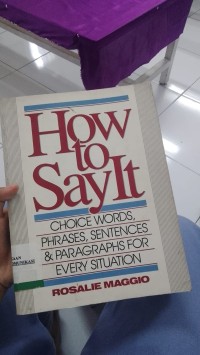 How
to
Say It
CHOICE WORDS,
PHRASES, SENTENCES
& PARAGRAPHS FOR
EVERY SITUATION
ROSALIE MAGGIO